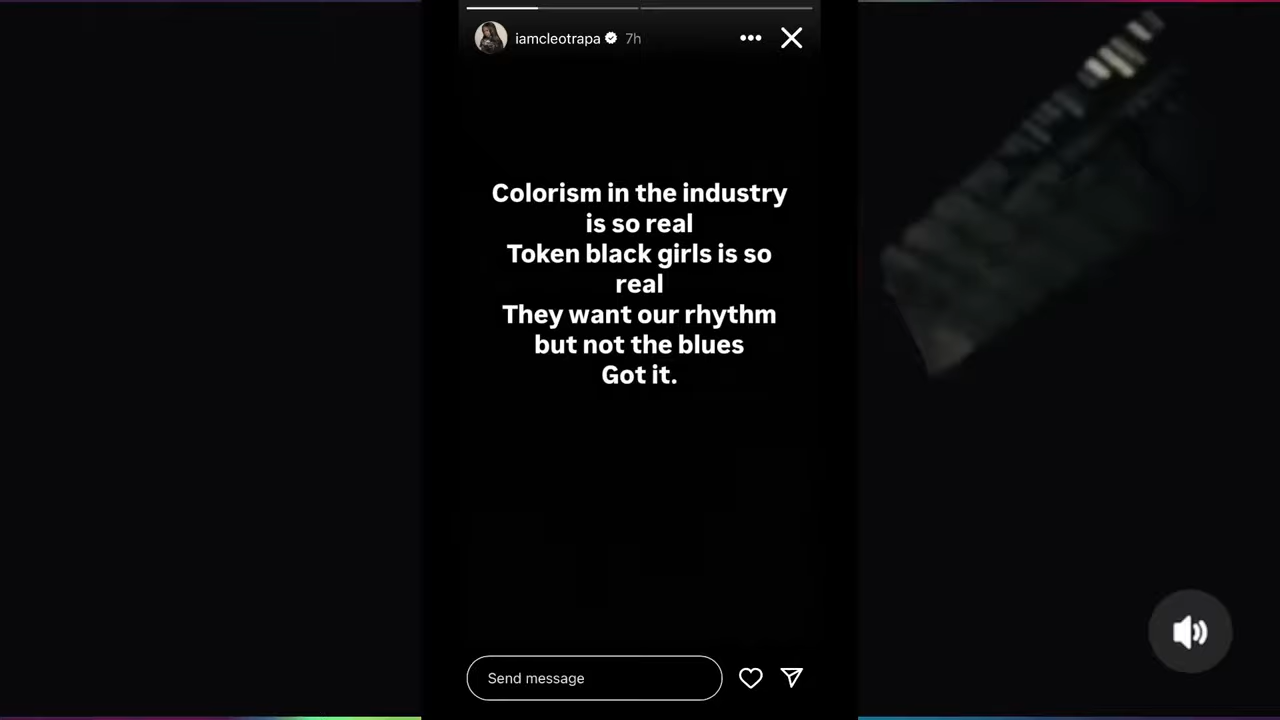 iamcleotrapa 7h
Colorism in the industry
is so real
Token black girls is so
real
They want our rhythm
but not the blues
Got it.
Send message